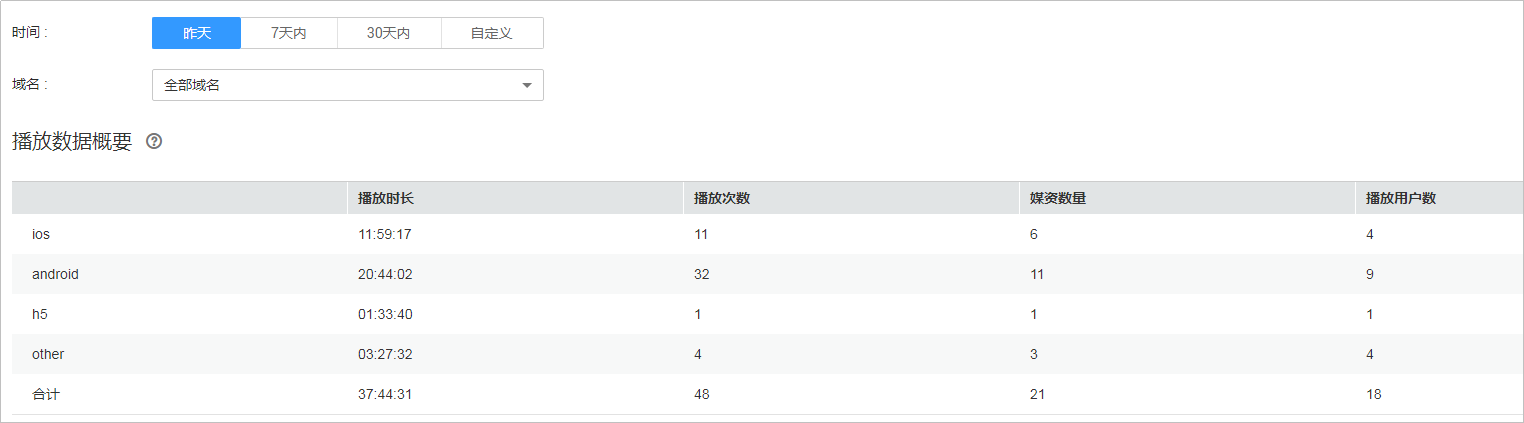 时间 : 昨天 7天内 30天内 自定义
域名 : 全部域名
播放数据概要 ?
播放时长 播放次数 媒资数量 播放用户数
ios 11:59:17 11 6 4
android 20:44:02 32 11 9
h5 01:33:40 1 1 1
other 03:27:32 4 3 4
合计 37:44:31 48 21 18